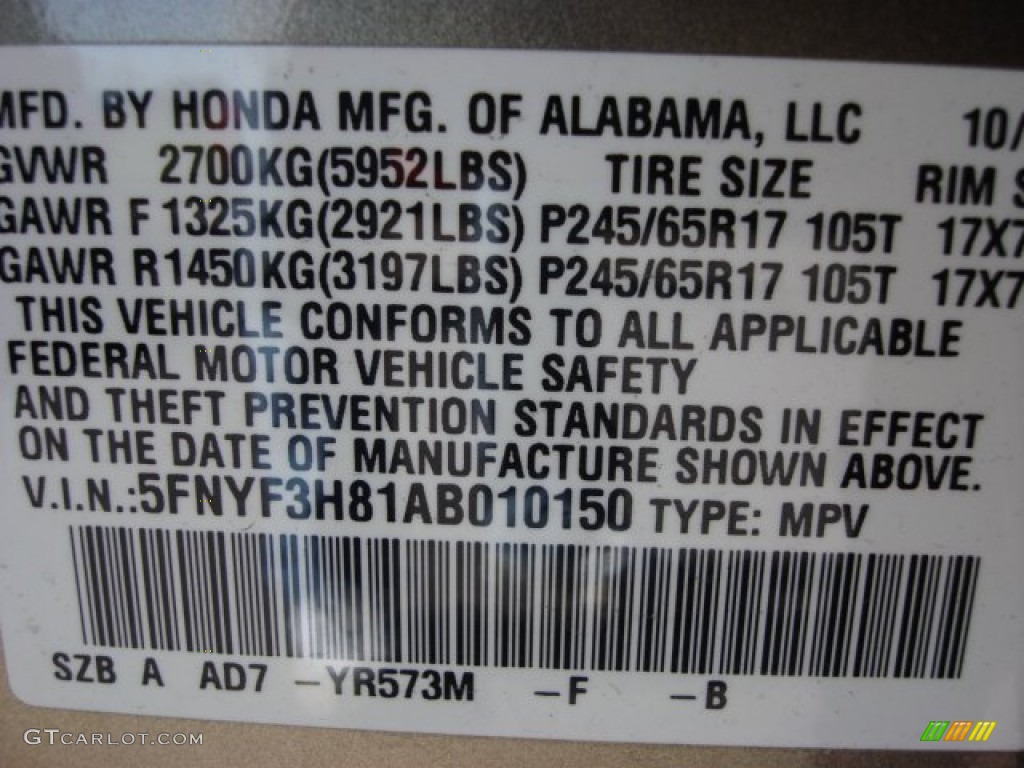 MFD. BY HONDA MFG. OF ALABAMA, LLC 10/
GVWR 2700KG(5952LBS) TIRE SIZE RIM S
GAWR F 1325KG(2921LBS) P245/65R17 105T 17X7
GAWR R 1450KG(3197LBS) P245/65R17 105T 17X7
THIS VEHICLE CONFORMS TO ALL APPLICABLE
FEDERAL MOTOR VEHICLE SAFETY
AND THEFT PREVENTION STANDARDS IN EFFECT
ON THE DATE OF MANUFACTURE SHOWN ABOVE.
V.I.N.:5FNYF3H81AB010150 TYPE: MPV
SZB A AD7 –YR573M –F –B
GTCARLOT.COM